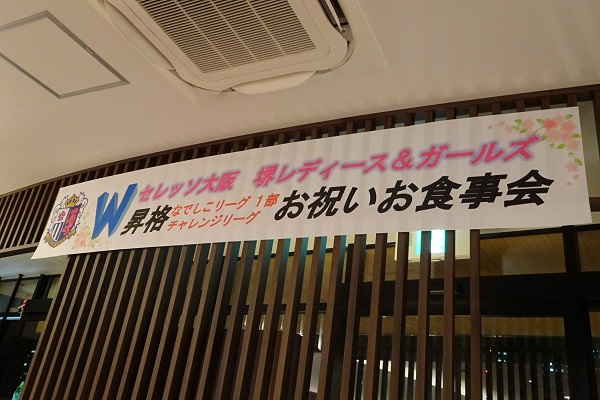 セレッソ大阪 堺レディース&ガールズ
W昇格
なでしこリーグ1部
チャレンジリーグ
お祝いお食事会